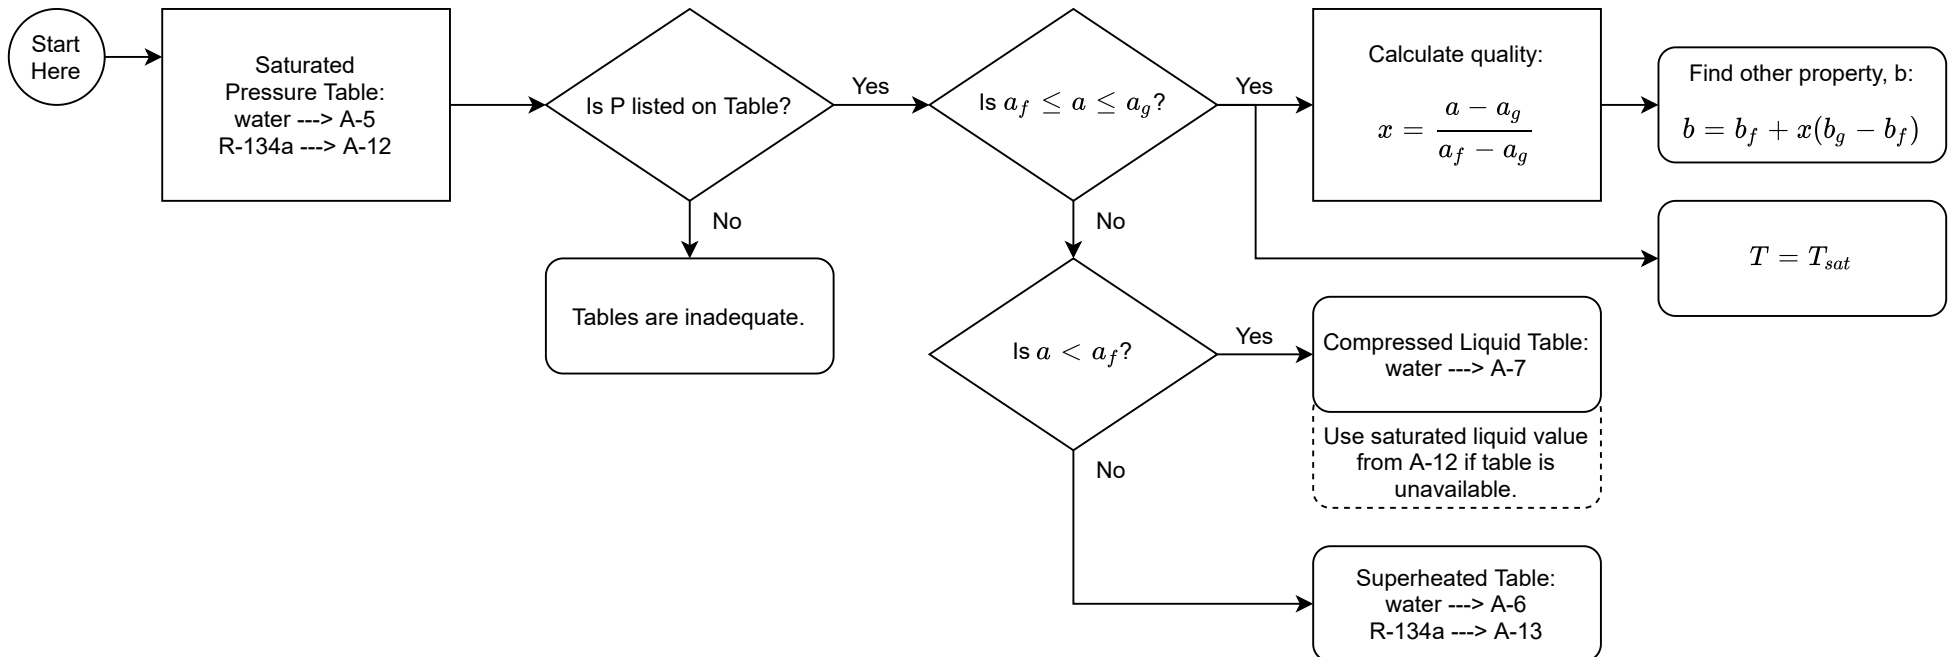 Start
Here
Saturated
Pressure Table:
water ---> A-5
R-134a ---> A-12
Is P listed on Table?
Yes
No
Tables are inadequate.
Is a_f ≤ a ≤ a_g?
Yes
No
Calculate quality:
x = (a − a_g) / (a_f − a_g)
Find other property, b:
b = b_f + x(b_g − b_f)
T = T_sat
Is a < a_f?
Yes
No
Compressed Liquid Table:
water ---> A-7
Use saturated liquid value
from A-12 if table is
unavailable.
Superheated Table:
water ---> A-6
R-134a ---> A-13